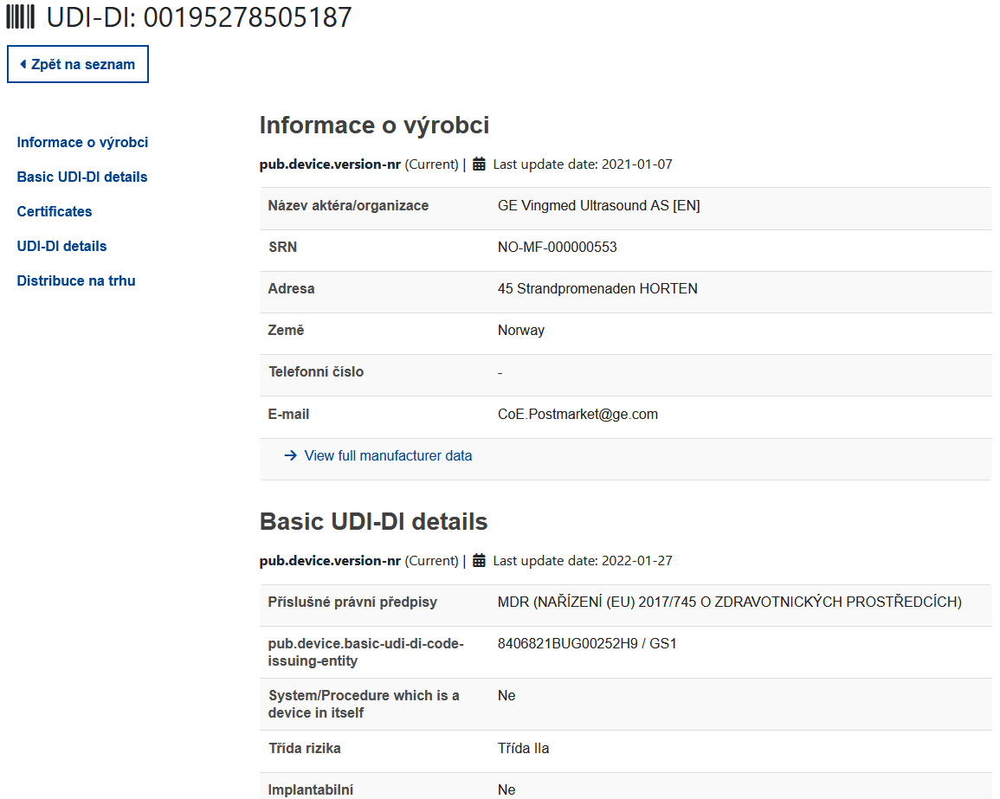 UDI-DI: 00195278505187
Zpět na seznam
Informace o výrobci
Basic UDI-DI details
Certificates
UDI-DI details
Distribuce na trhu
Informace o výrobci
pub.device.version-nr (Current) | Last update date: 2021-01-07
Název aktéra/organizace GE Vingmed Ultrasound AS [EN]
SRN NO-MF-000000553
Adresa 45 Strandpromenaden HORTEN
Země Norway
Telefonní číslo -
E-mail CoE.Postmarket@ge.com
View full manufacturer data
Basic UDI-DI details
pub.device.version-nr (Current) | Last update date: 2022-01-27
Příslušné právní předpisy MDR (NAŘÍZENÍ (EU) 2017/745 O ZDRAVOTNICKÝCH PROSTŘEDCÍCH)
pub.device.basic-udi-di-code- 8406821BUG00252H9 / GS1
issuing-entity
System/Procedure which is a Ne
device in itself
Třída rizika Třída IIa
Implantabilní Ne